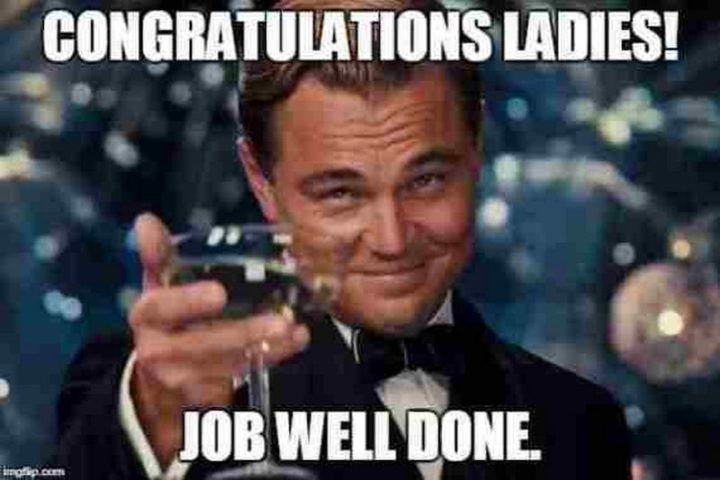 CONGRATULATIONS LADIES!
JOB WELL DONE.
imgflip.com